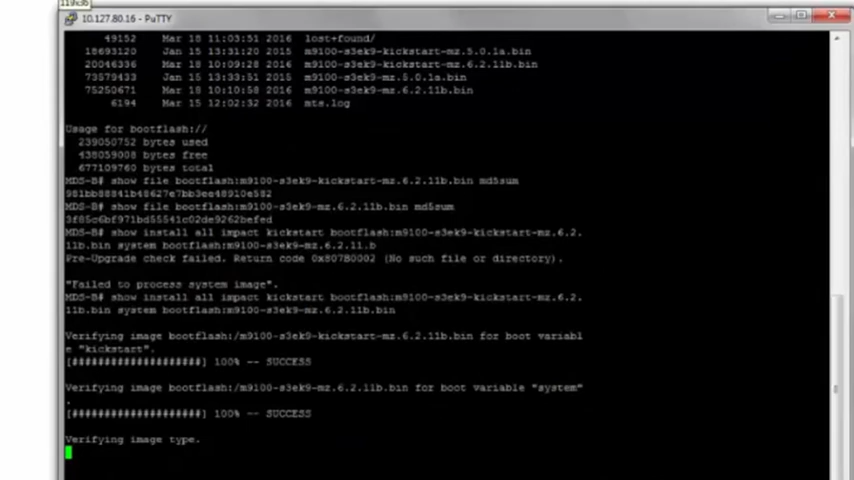 119x36
10.127.80.16 - PuTTY
49152 Mar 18 11:03:51 2016 lost+found/
18693120 Jan 15 13:31:20 2015 m9100-s3ek9-kickstart-mz.5.0.1a.bin
20046336 Mar 18 10:09:28 2016 m9100-s3ek9-kickstart-mz.6.2.11b.bin
73579433 Jan 15 13:33:51 2015 m9100-s3ek9-mz.5.0.1a.bin
75250671 Mar 18 10:10:58 2016 m9100-s3ek9-mz.6.2.11b.bin
6194 Mar 15 12:02:32 2016 mts.log
Usage for bootflash://
239050752 bytes used
438059008 bytes free
677109760 bytes total
MDS-B# show file bootflash:m9100-s3ek9-kickstart-mz.6.2.11b.bin md5sum
981bb88841b48627e7bb3ee48910e582
MDS-B# show file bootflash:m9100-s3ek9-mz.6.2.11b.bin md5sum
3f85c6bf971bd55541c02de9262befed
MDS-B# show install all impact kickstart bootflash:m9100-s3ek9-kickstart-mz.6.2.
11b.bin system bootflash:m9100-s3ek9-mz.6.2.11.b
Pre-Upgrade check failed. Return code 0x807B0002 (No such file or directory).
"Failed to process system image".
MDS-B# show install all impact kickstart bootflash:m9100-s3ek9-kickstart-mz.6.2.
11b.bin system bootflash:m9100-s3ek9-mz.6.2.11b.bin
Verifying image bootflash:/m9100-s3ek9-kickstart-mz.6.2.11b.bin for boot variabl
e "kickstart".
[####################] 100% -- SUCCESS
Verifying image bootflash:/m9100-s3ek9-mz.6.2.11b.bin for boot variable "system"
.
[####################] 100% -- SUCCESS
Verifying image type.